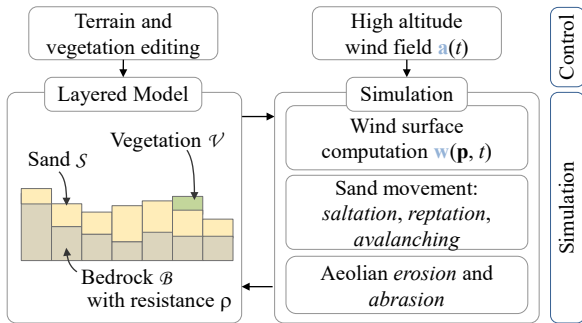 Terrain and
vegetation editing
High altitude
wind field a(t)
Control
Layered Model
Vegetation 𝒱
Sand 𝒮
Bedrock ℬ
with resistance ρ
Simulation
Wind surface
computation w(p, t)
Sand movement:
saltation, reptation,
avalanching
Aeolian erosion and
abrasion
Simulation